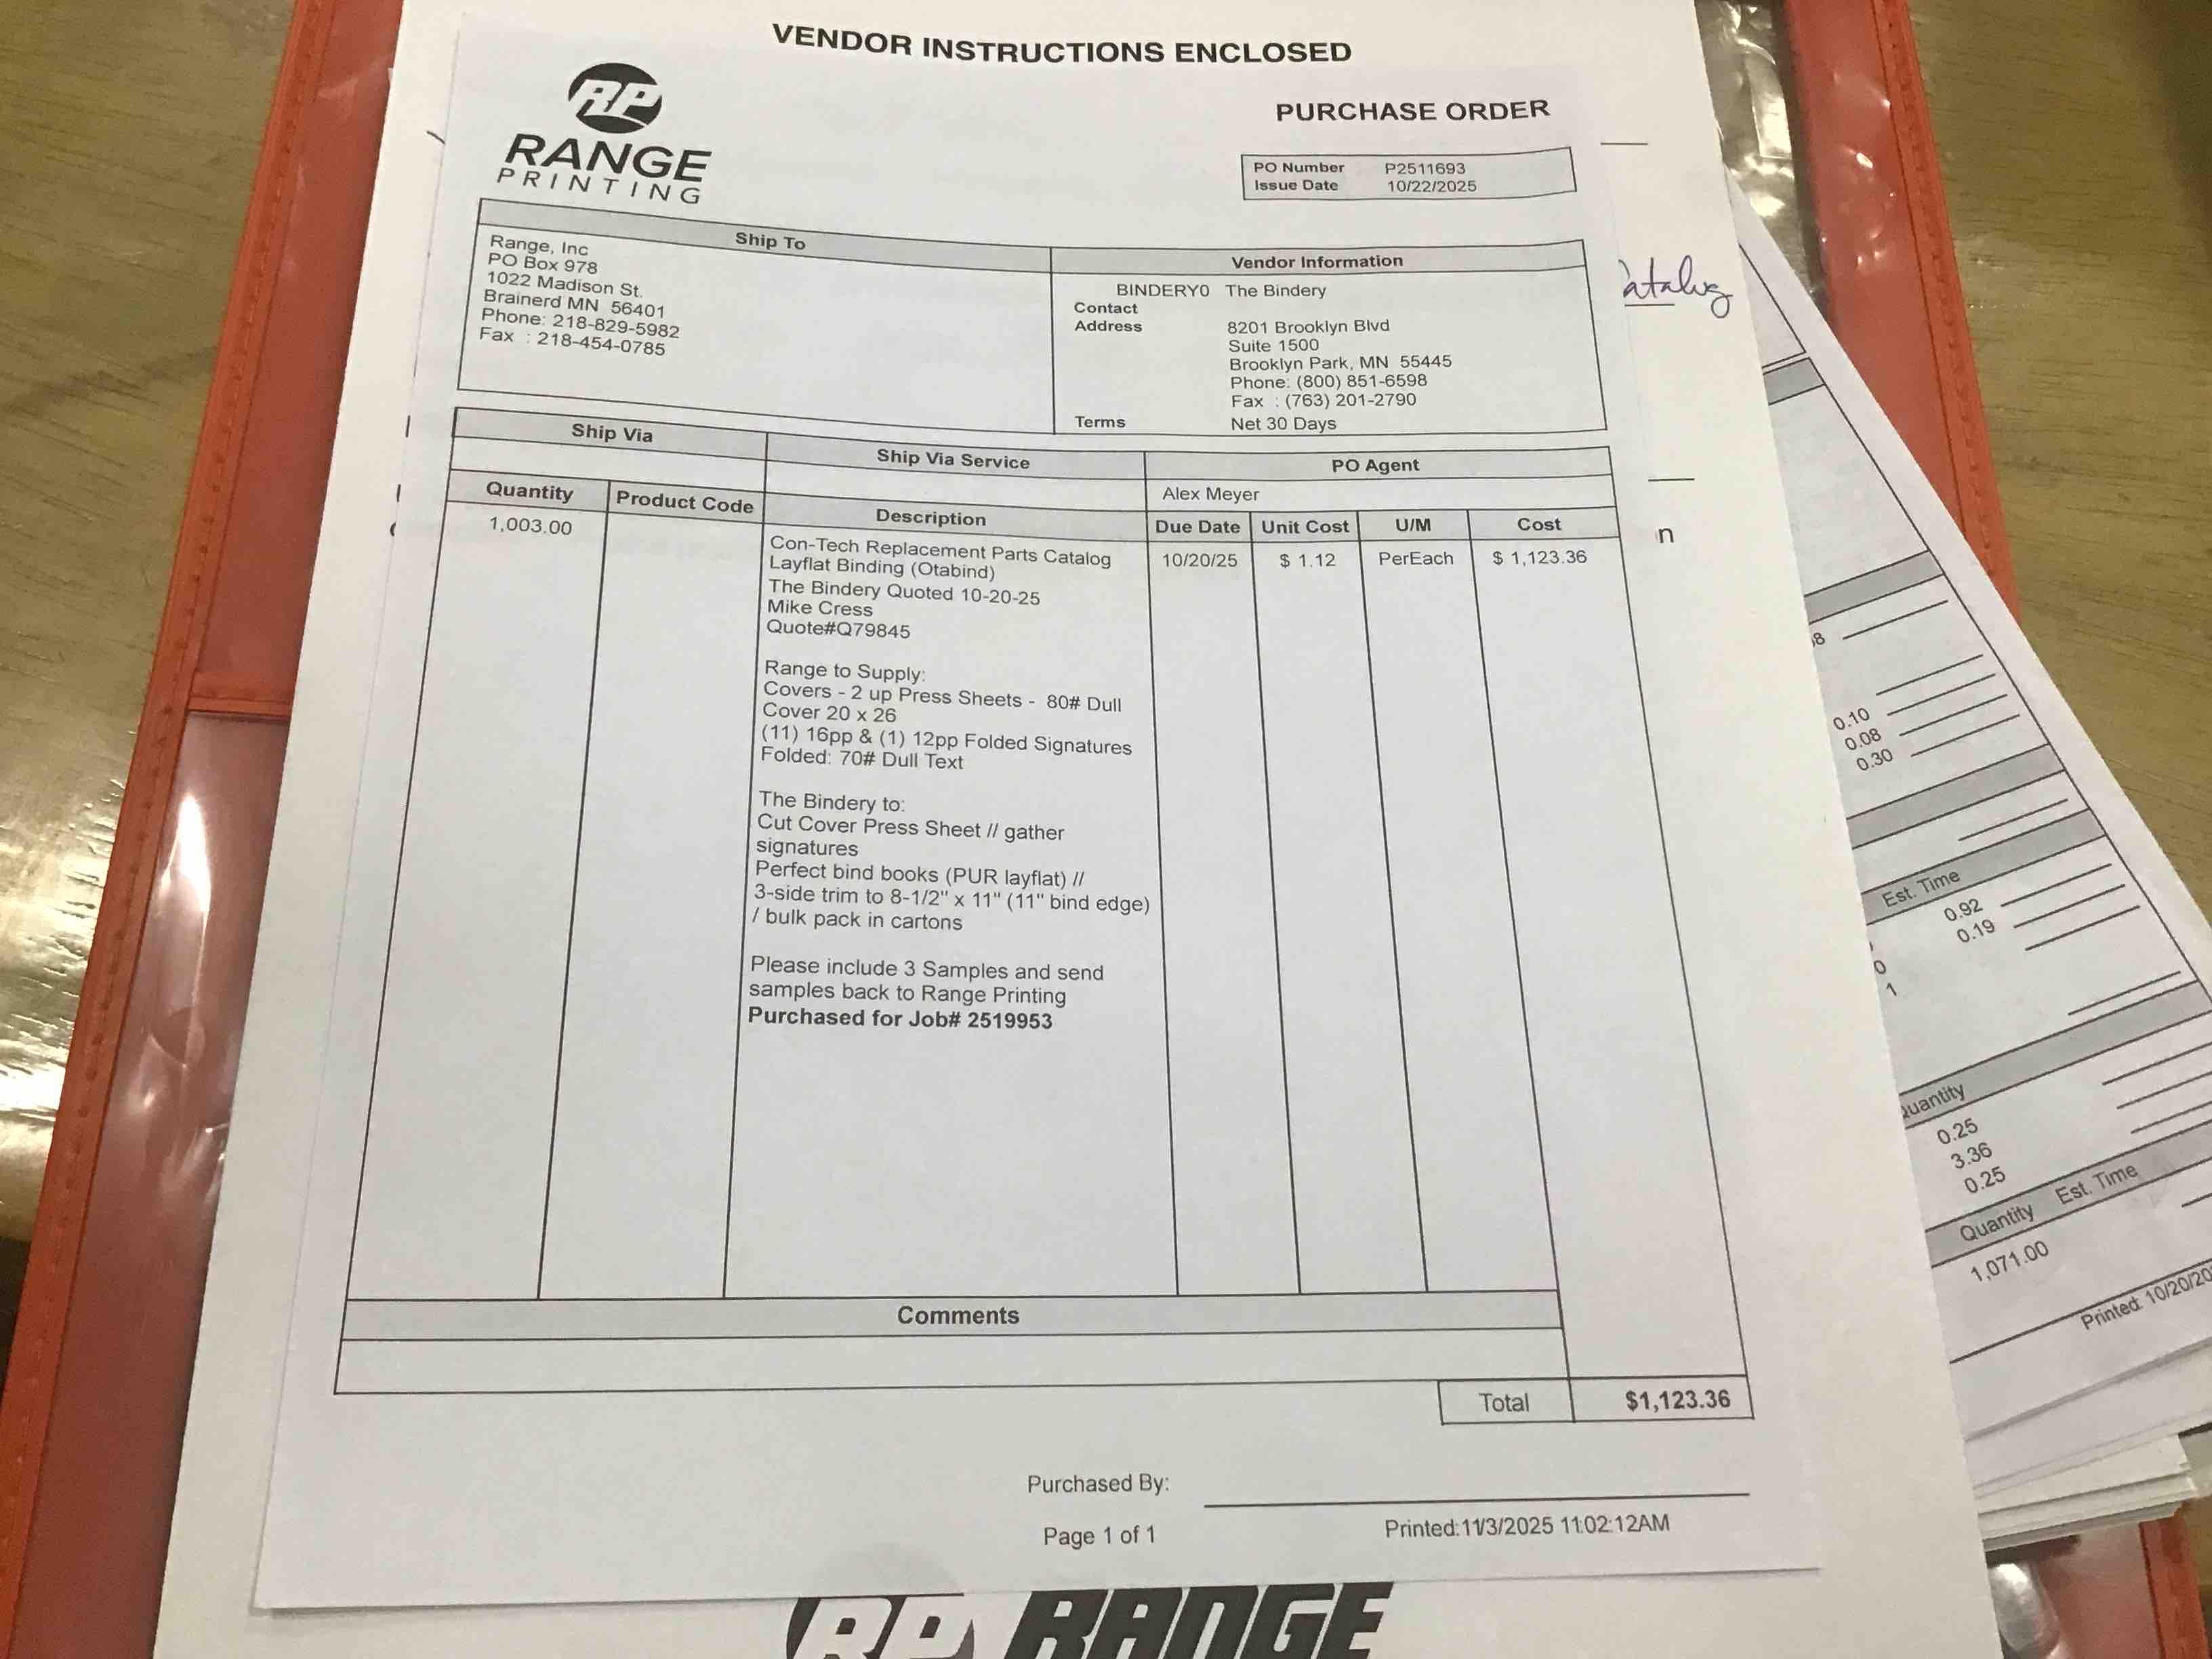 VENDOR INSTRUCTIONS ENCLOSED
RP
RANGE
PRINTING
PURCHASE ORDER
PO Number P2511693
Issue Date 10/22/2025
Ship To
Range, Inc
PO Box 978
1022 Madison St.
Brainerd MN 56401
Phone: 218-829-5982
Fax : 218-454-0785
Vendor Information
BINDERY0 The Bindery
Contact
Address 8201 Brooklyn Blvd
Suite 1500
Brooklyn Park, MN 55445
Phone: (800) 851-6598
Fax : (763) 201-2790
Terms Net 30 Days
Ship Via Ship Via Service PO Agent
Alex Meyer
Quantity Product Code Description Due Date Unit Cost U/M Cost
1,003.00 Con-Tech Replacement Parts Catalog 10/20/25 $ 1.12 PerEach $ 1,123.36
Layflat Binding (Otabind)
The Bindery Quoted 10-20-25
Mike Cress
Quote#Q79845
Range to Supply:
Covers - 2 up Press Sheets - 80# Dull
Cover 20 x 26
(11) 16pp & (1) 12pp Folded Signatures
Folded: 70# Dull Text
The Bindery to:
Cut Cover Press Sheet // gather
signatures
Perfect bind books (PUR layflat) //
3-side trim to 8-1/2" x 11" (11" bind edge)
/ bulk pack in cartons
Please include 3 Samples and send
samples back to Range Printing
Purchased for Job# 2519953
Comments
Total $1,123.36
Purchased By:
Page 1 of 1
Printed:11/3/2025 11:02:12AM
RP RANGE
atalog
n
8
0.10
0.08
0.30
Est. Time
0.92
0.19
0
1
Quantity
0.25
3.36
0.25
Quantity Est. Time
1,071.00
Printed: 10/20/20